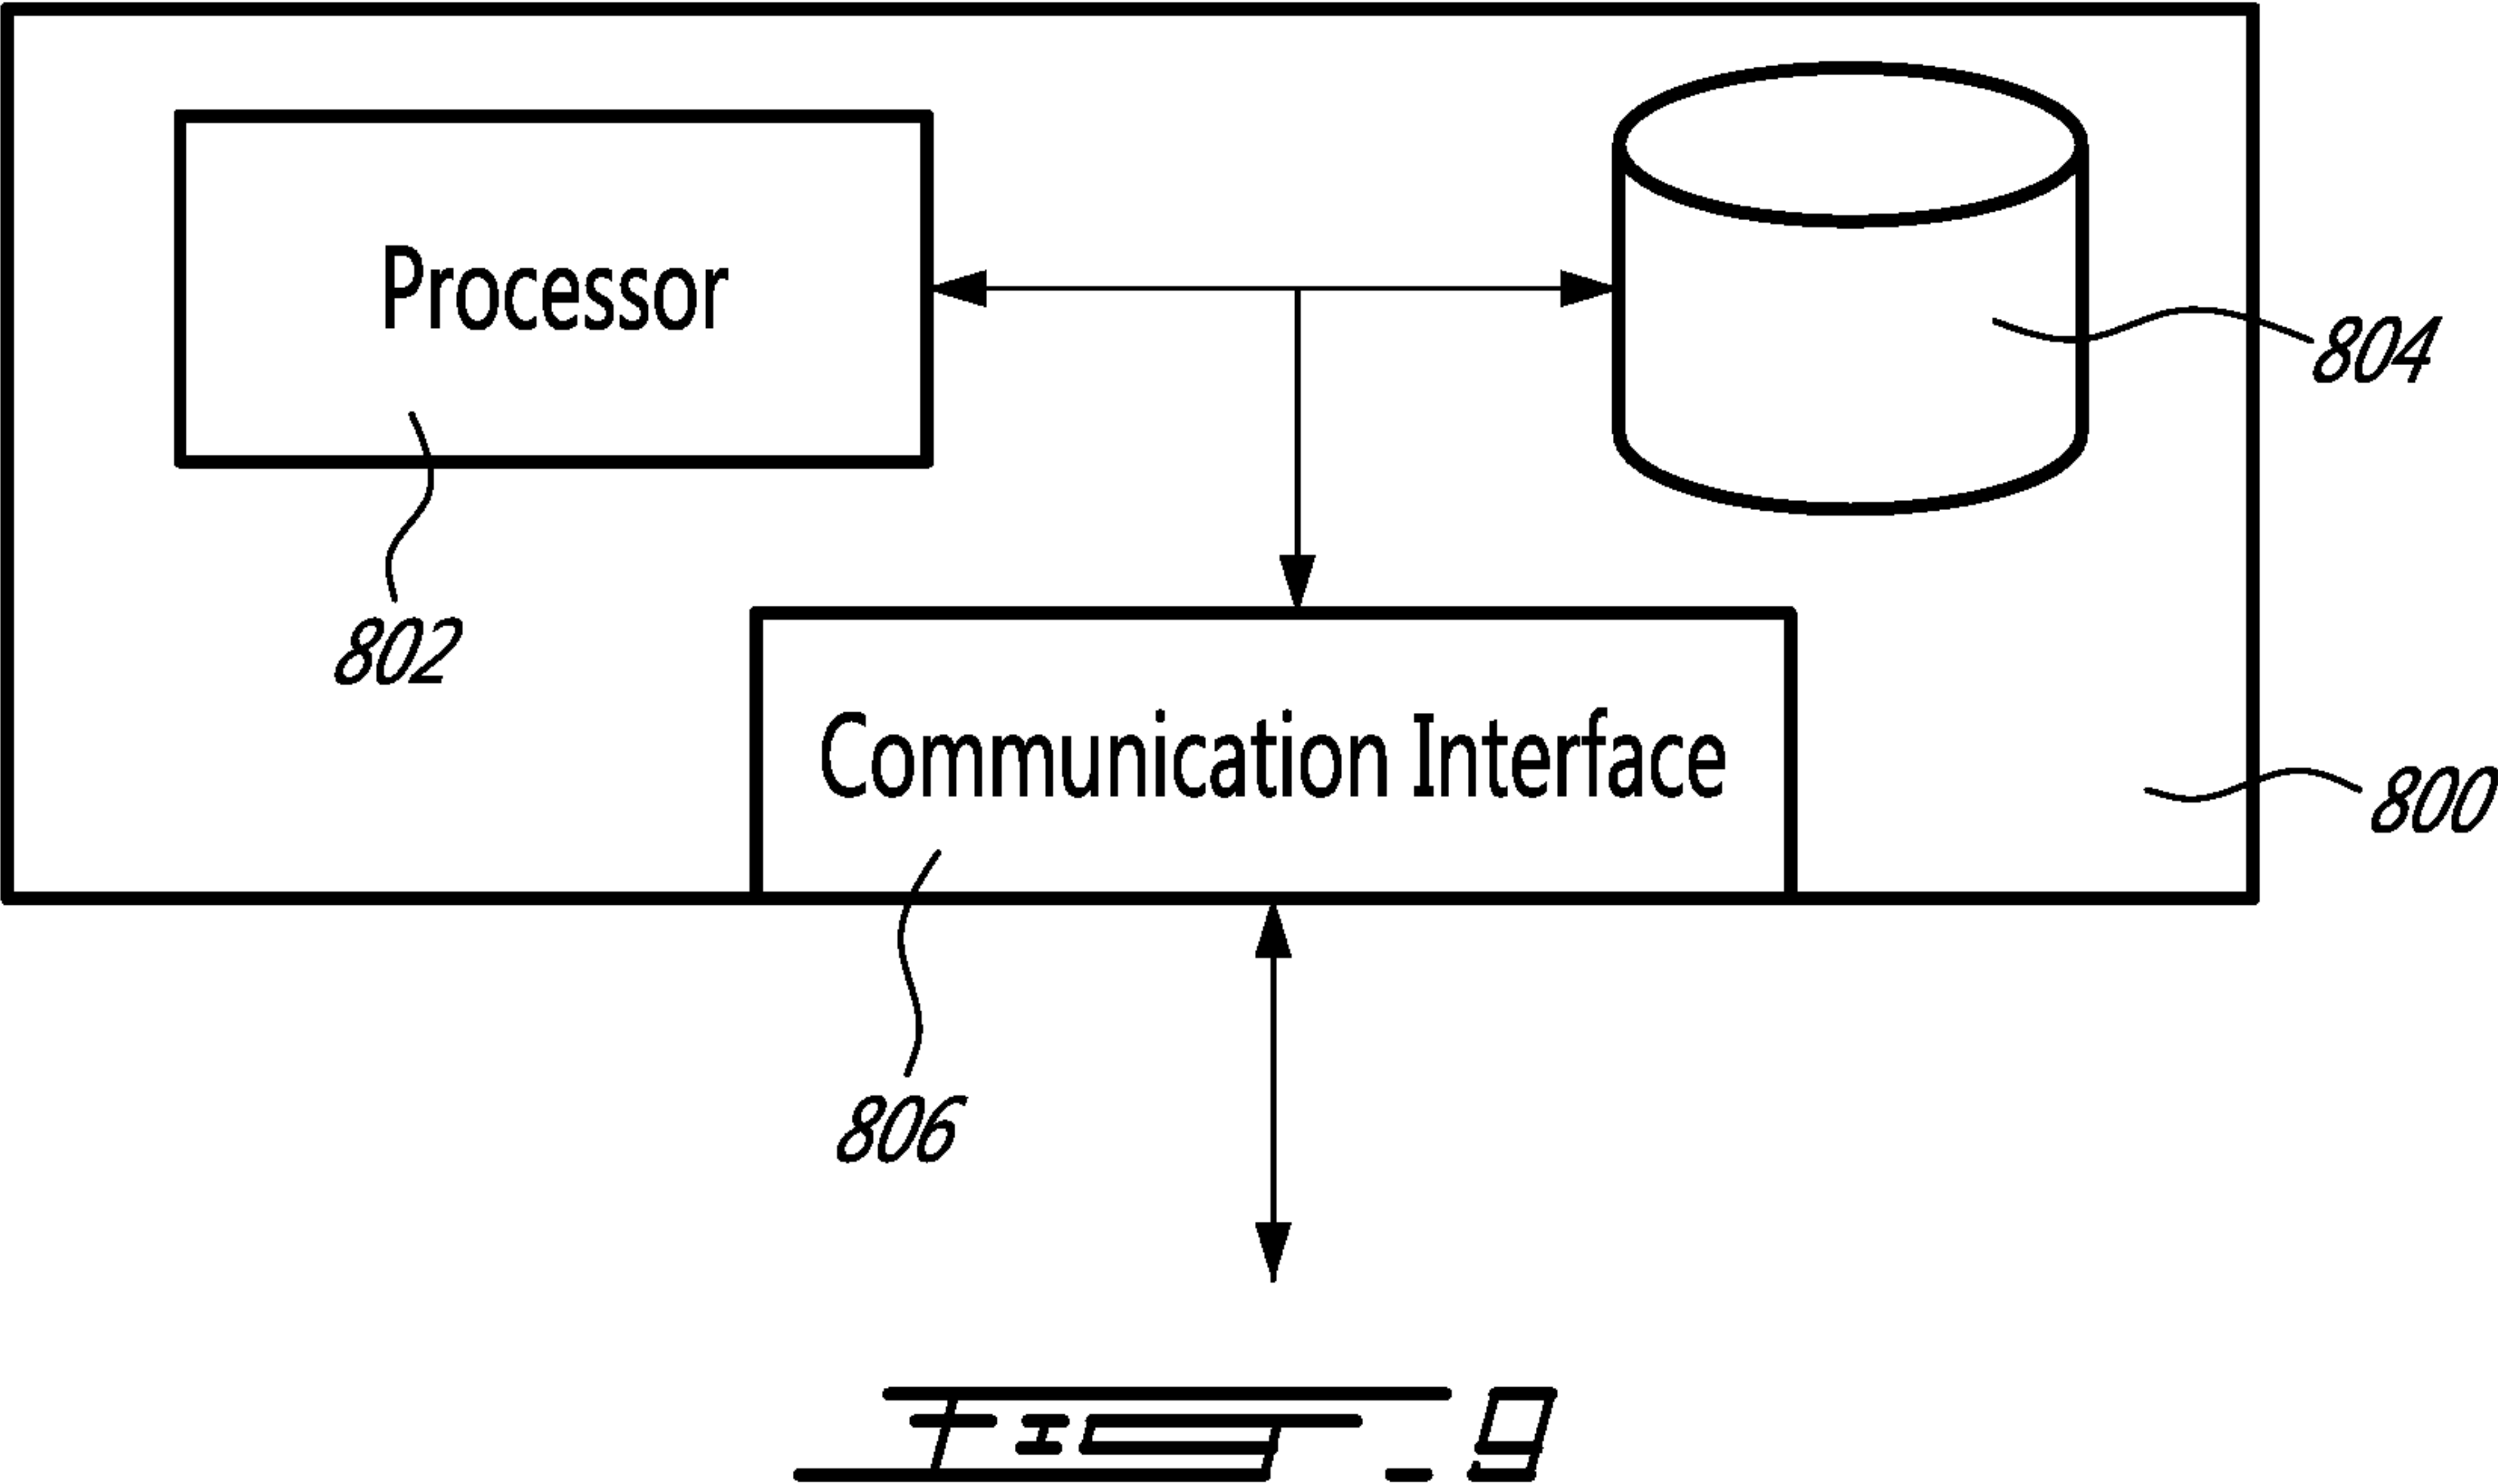 Processor
804
802
Communication Interface
800
806
FIG - 9